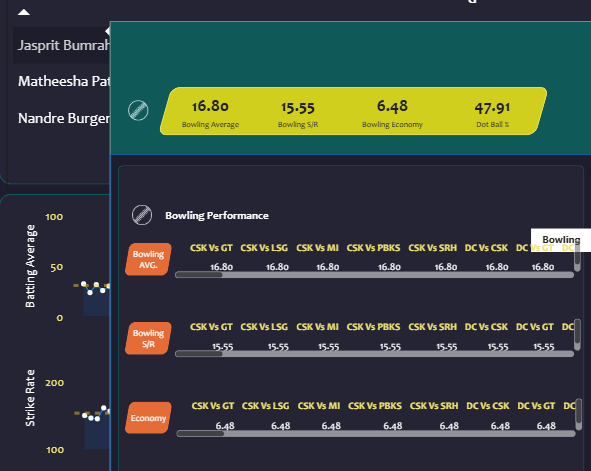 Jasprit Bumrah
Matheesha Pat
Nandre Burger
16.80 15.55 6.48 47.91
Bowling Average Bowling S/R Bowling Economy Dot Ball %
Bowling Performance
Bowling
Bowling AVG.
CSK Vs GT CSK Vs LSG CSK Vs MI CSK Vs PBKS CSK Vs SRH DC Vs CSK DC Vs GT DC
16.80 16.80 16.80 16.80 16.80 16.80 16.80
Bowling S/R
CSK Vs GT CSK Vs LSG CSK Vs MI CSK Vs PBKS CSK Vs SRH DC Vs CSK DC Vs GT DC
15.55 15.55 15.55 15.55 15.55 15.55 15.55
Economy
CSK Vs GT CSK Vs LSG CSK Vs MI CSK Vs PBKS CSK Vs SRH DC Vs CSK DC Vs GT DC
6.48 6.48 6.48 6.48 6.48 6.48 6.48
Batting Average
100
50
0
Strike Rate
200
100